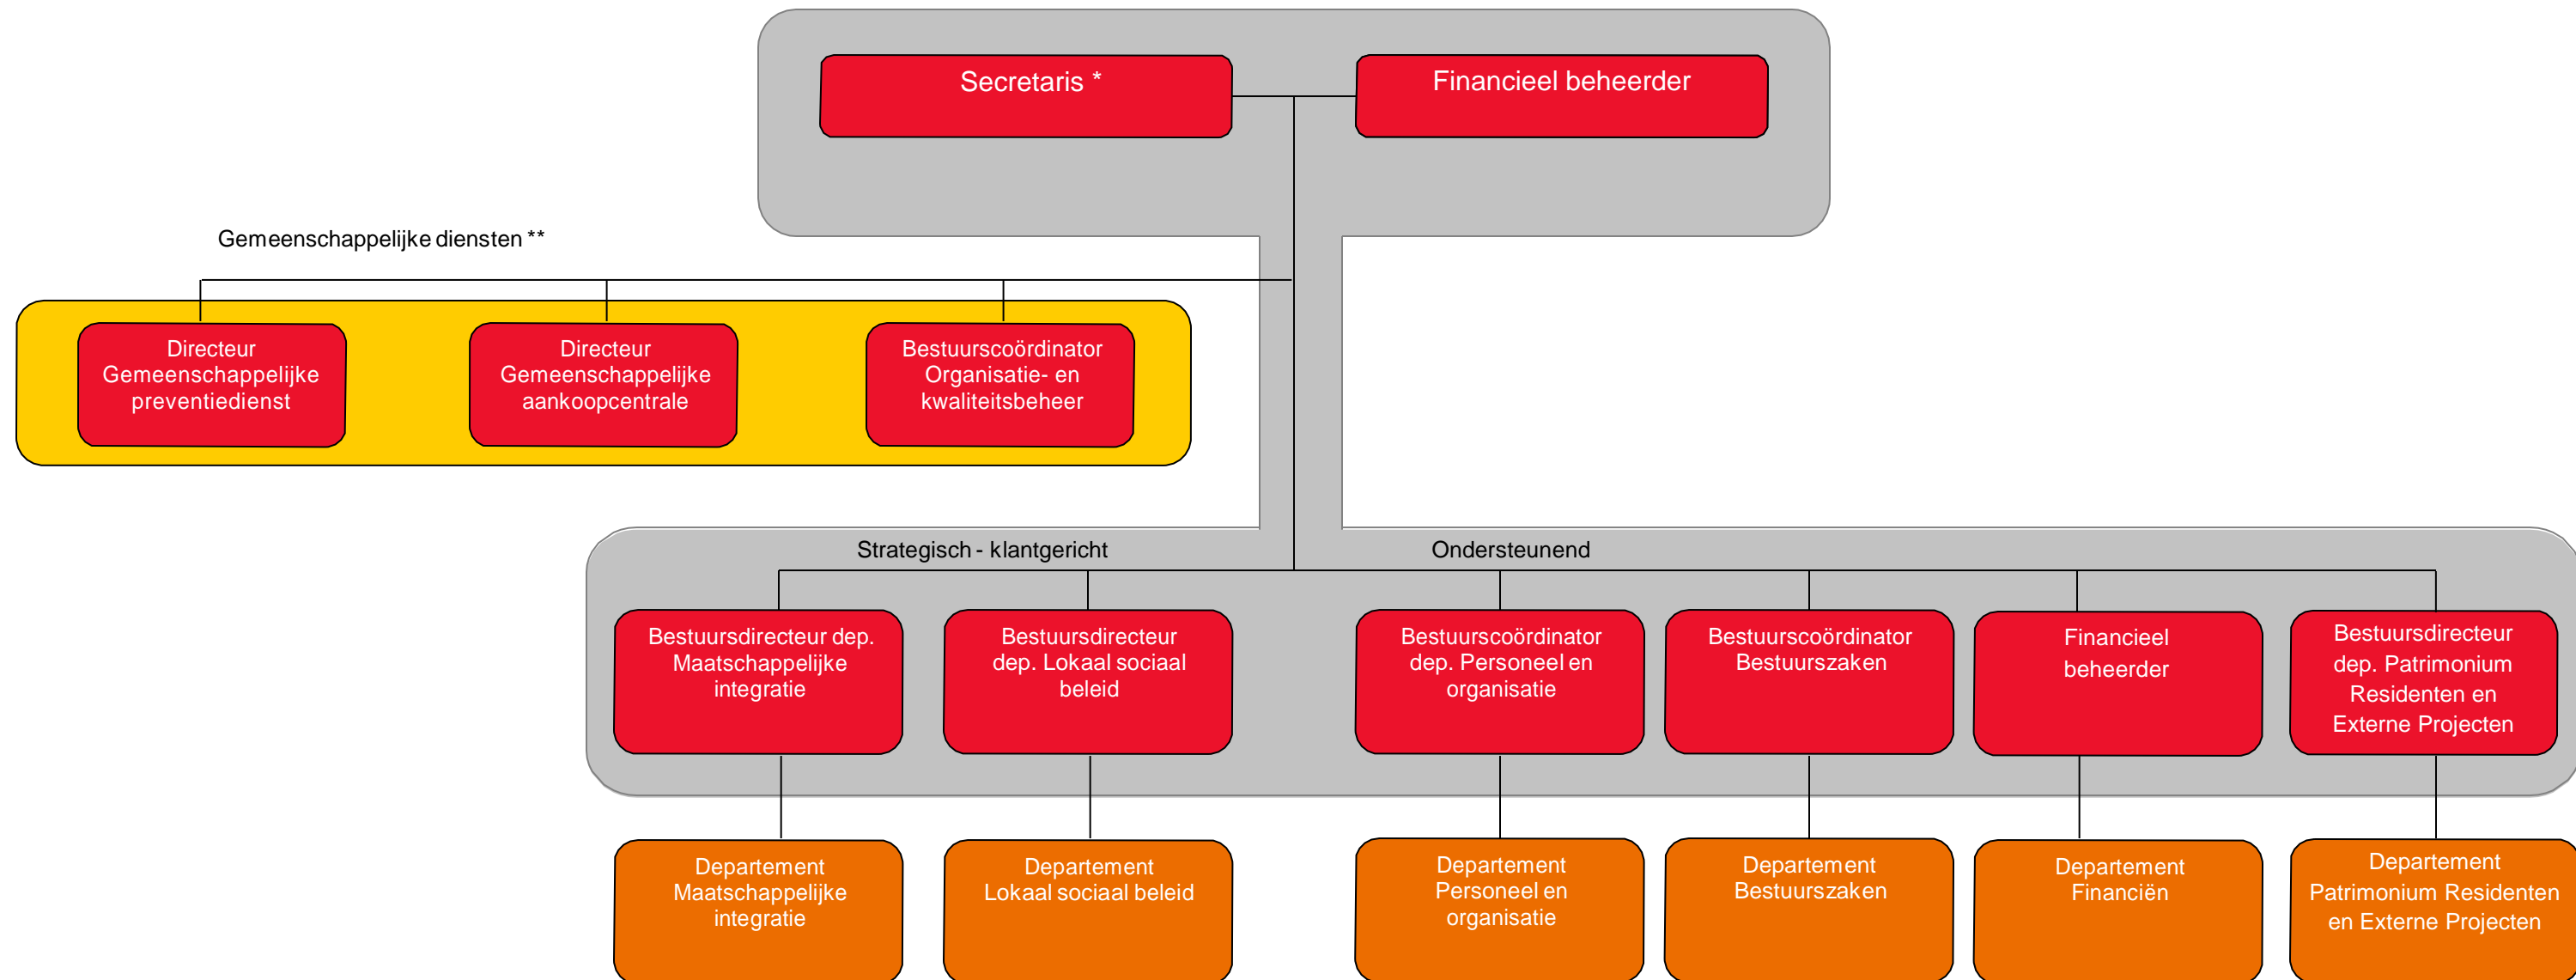 Secretaris *
Financieel beheerder
Gemeenschappelijke diensten **
Directeur
Gemeenschappelijke
preventiedienst
Directeur
Gemeenschappelijke
aankoopcentrale
Bestuurscoördinator
Organisatie- en
kwaliteitsbeheer
Strategisch - klantgericht
Ondersteunend
Bestuursdirecteur dep.
Maatschappelijke
integratie
Bestuursdirecteur
dep. Lokaal sociaal
beleid
Bestuurscoördinator
dep. Personeel en
organisatie
Bestuurscoördinator
Bestuurszaken
Financieel
beheerder
Bestuursdirecteur
dep. Patrimonium
Residenten en
Externe Projecten
Departement
Maatschappelijke
integratie
Departement
Lokaal sociaal beleid
Departement
Personeel en
organisatie
Departement
Bestuurszaken
Departement
Financiën
Departement
Patrimonium Residenten
en Externe Projecten